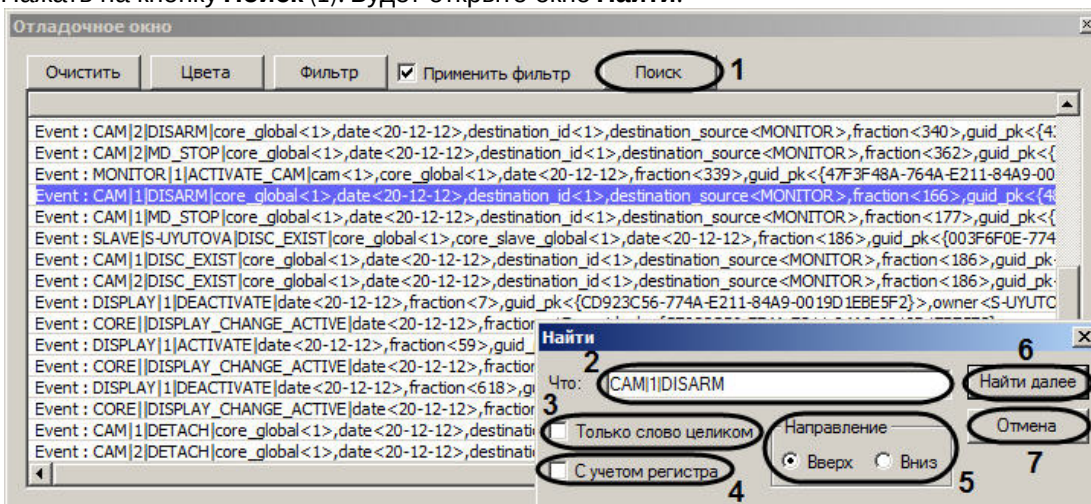 Нажать на кнопку Поиск (1). Будет открыто окно Найти.
Отладочное окно
Очистить Цвета Фильтр Применить фильтр Поиск 1
Event : CAM|2|DISARM|core_global<1>,date<20-12-12>,destination_id<1>,destination_source<MONITOR>,fraction<340>,guid_pk<{4
Event : CAM|2|MD_STOP|core_global<1>,date<20-12-12>,destination_id<1>,destination_source<MONITOR>,fraction<362>,guid_pk<{
Event : MONITOR|1|ACTIVATE_CAM|cam<1>,core_global<1>,date<20-12-12>,fraction<339>,guid_pk<{47F3F48A-764A-E211-84A9-00
Event : CAM|1|DISARM|core_global<1>,date<20-12-12>,destination_id<1>,destination_source<MONITOR>,fraction<166>,guid_pk<{48
Event : CAM|1|MD_STOP|core_global<1>,date<20-12-12>,destination_id<1>,destination_source<MONITOR>,fraction<177>,guid_pk<{
Event : SLAVE|S-UYUTOVA|DISC_EXIST|core_global<1>,core_slave_global<1>,date<20-12-12>,fraction<186>,guid_pk<{003F6F0E-774
Event : CAM|1|DISC_EXIST|core_global<1>,date<20-12-12>,destination_id<1>,destination_source<MONITOR>,fraction<186>,guid_pk
Event : CAM|2|DISC_EXIST|core_global<1>,date<20-12-12>,destination_id<1>,destination_source<MONITOR>,fraction<186>,guid_pk
Event : DISPLAY|1|DEACTIVATE|date<20-12-12>,fraction<7>,guid_pk<{CD923C56-774A-E211-84A9-0019D1EBE5F2}>,owner<S-UYUTC
Event : CORE||DISPLAY_CHANGE_ACTIVE|date<20-12-12>,fraction
Event : DISPLAY|1|ACTIVATE|date<20-12-12>,fraction<59>,guid_
Event : CORE||DISPLAY_CHANGE_ACTIVE|date<20-12-12>,fraction
Event : DISPLAY|1|DEACTIVATE|date<20-12-12>,fraction<618>,g
Event : CORE||DISPLAY_CHANGE_ACTIVE|date<20-12-12>,fraction
Event : CAM|1|DETACH|core_global<1>,date<20-12-12>,destinati
Event : CAM|2|DETACH|core_global<1>,date<20-12-12>,destinati
Найти
2 6
Что: CAM|1|DISARM Найти далее
3
Только слово целиком Направление Отмена
С учетом регистра Вверх Вниз 7
4 5